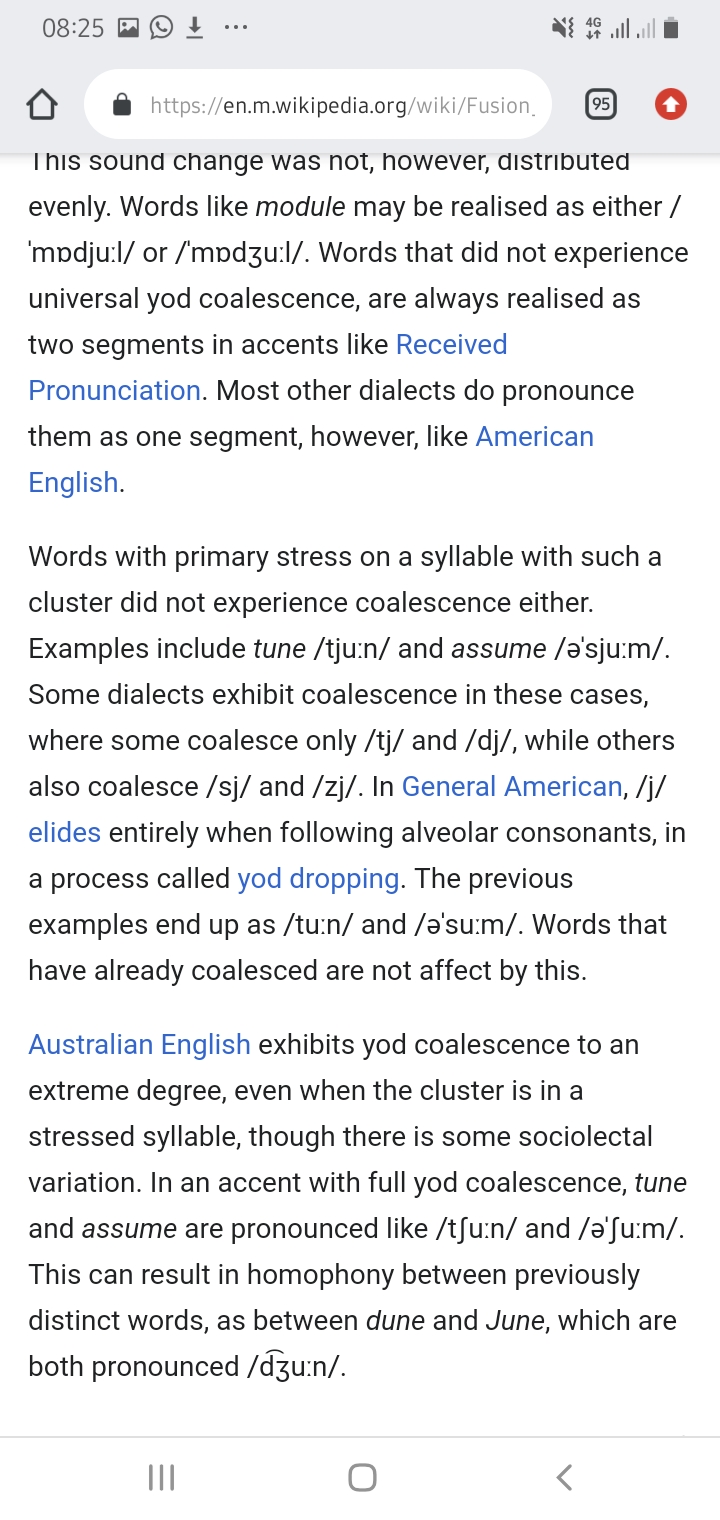 08:25
4G
https://en.m.wikipedia.org/wiki/Fusion_
95
This sound change was not, however, distributed
evenly. Words like module may be realised as either /
ˈmɒdjuːl/ or /ˈmɒdʒuːl/. Words that did not experience
universal yod coalescence, are always realised as
two segments in accents like Received
Pronunciation. Most other dialects do pronounce
them as one segment, however, like American
English.
Words with primary stress on a syllable with such a
cluster did not experience coalescence either.
Examples include tune /tjuːn/ and assume /əˈsjuːm/.
Some dialects exhibit coalescence in these cases,
where some coalesce only /tj/ and /dj/, while others
also coalesce /sj/ and /zj/. In General American, /j/
elides entirely when following alveolar consonants, in
a process called yod dropping. The previous
examples end up as /tuːn/ and /əˈsuːm/. Words that
have already coalesced are not affect by this.
Australian English exhibits yod coalescence to an
extreme degree, even when the cluster is in a
stressed syllable, though there is some sociolectal
variation. In an accent with full yod coalescence, tune
and assume are pronounced like /tʃuːn/ and /əˈʃuːm/.
This can result in homophony between previously
distinct words, as between dune and June, which are
both pronounced /d͡ʒuːn/.